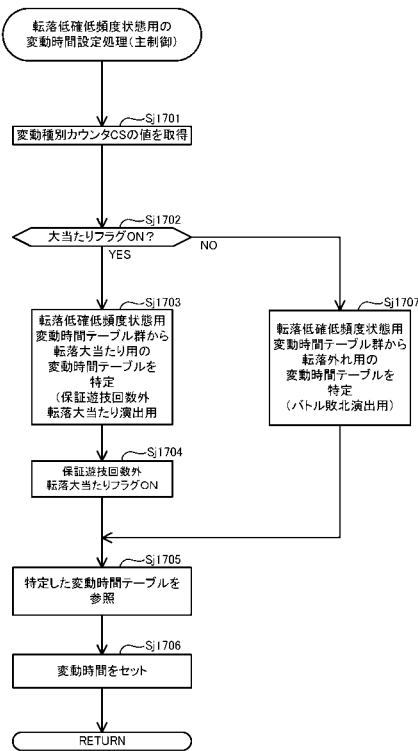 転落低確低頻度状態用の
変動時間設定処理(主制御)
Sj1701
変動種別カウンタCSの値を取得
Sj1702
大当たりフラグON?
YES
NO
Sj1703
転落低確低頻度状態用
変動時間テーブル群から
転落大当たり用の
変動時間テーブルを
特定
(保証遊技回数外
転落大当たり演出用)
Sj1707
転落低確低頻度状態用
変動時間テーブル群から
転落外れ用の
変動時間テーブルを
特定
(バトル敗北演出用)
Sj1704
保証遊技回数外
転落大当たりフラグON
Sj1705
特定した変動時間テーブルを
参照
Sj1706
変動時間をセット
RETURN